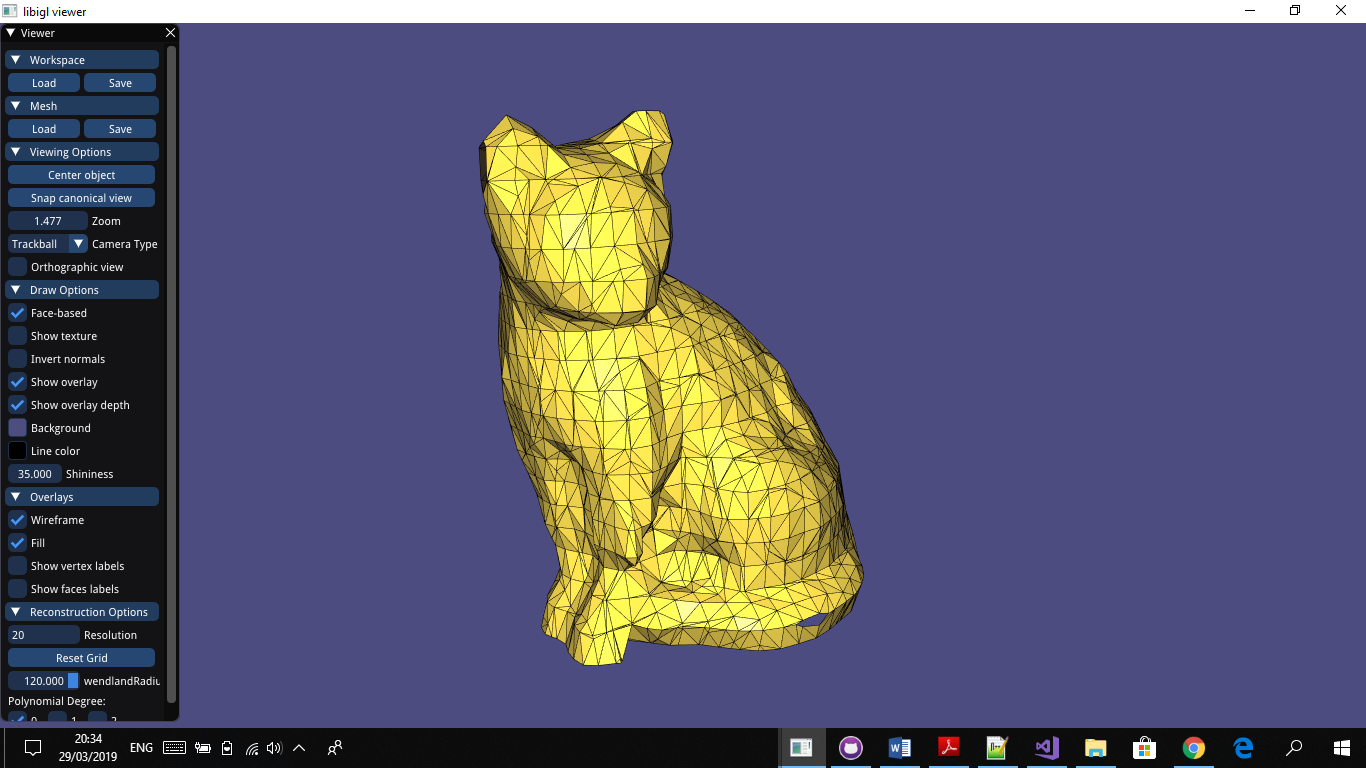 libigl viewer
Viewer
Workspace
Load Save
Mesh
Load Save
Viewing Options
Center object
Snap canonical view
1.477 Zoom
Trackball Camera Type
Orthographic view
Draw Options
Face-based
Show texture
Invert normals
Show overlay
Show overlay depth
Background
Line color
35.000 Shininess
Overlays
Wireframe
Fill
Show vertex labels
Show faces labels
Reconstruction Options
20 Resolution
Reset Grid
120.000 wendlandRadiu
Polynomial Degree:
0 1 2
20:34
29/03/2019
ENG